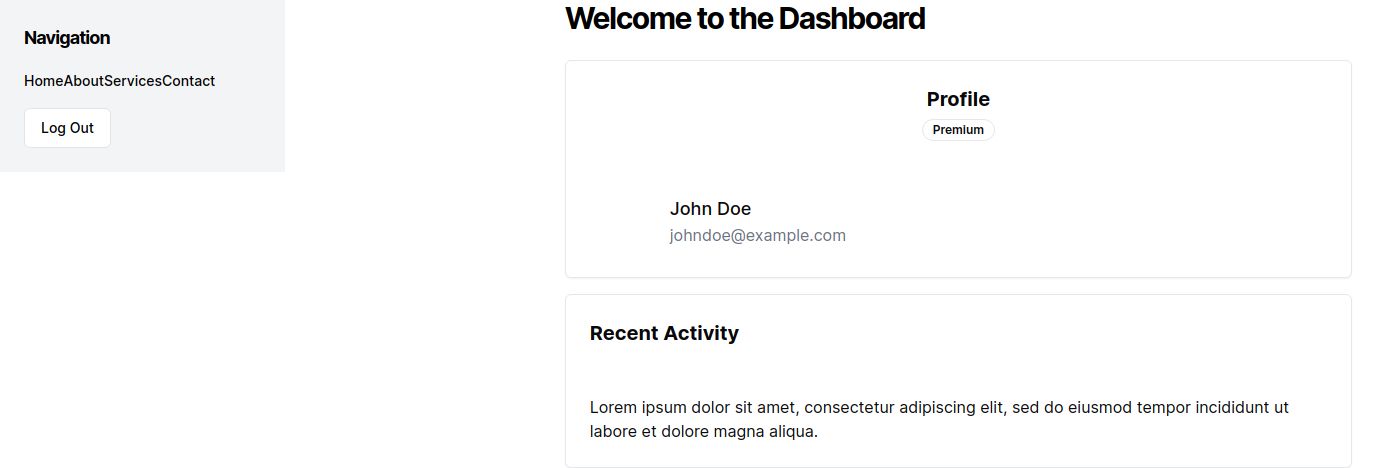 Navigation
HomeAboutServicesContact
Log Out
Welcome to the Dashboard
Profile
Premium
John Doe
johndoe@example.com
Recent Activity
Lorem ipsum dolor sit amet, consectetur adipiscing elit, sed do eiusmod tempor incididunt ut
labore et dolore magna aliqua.